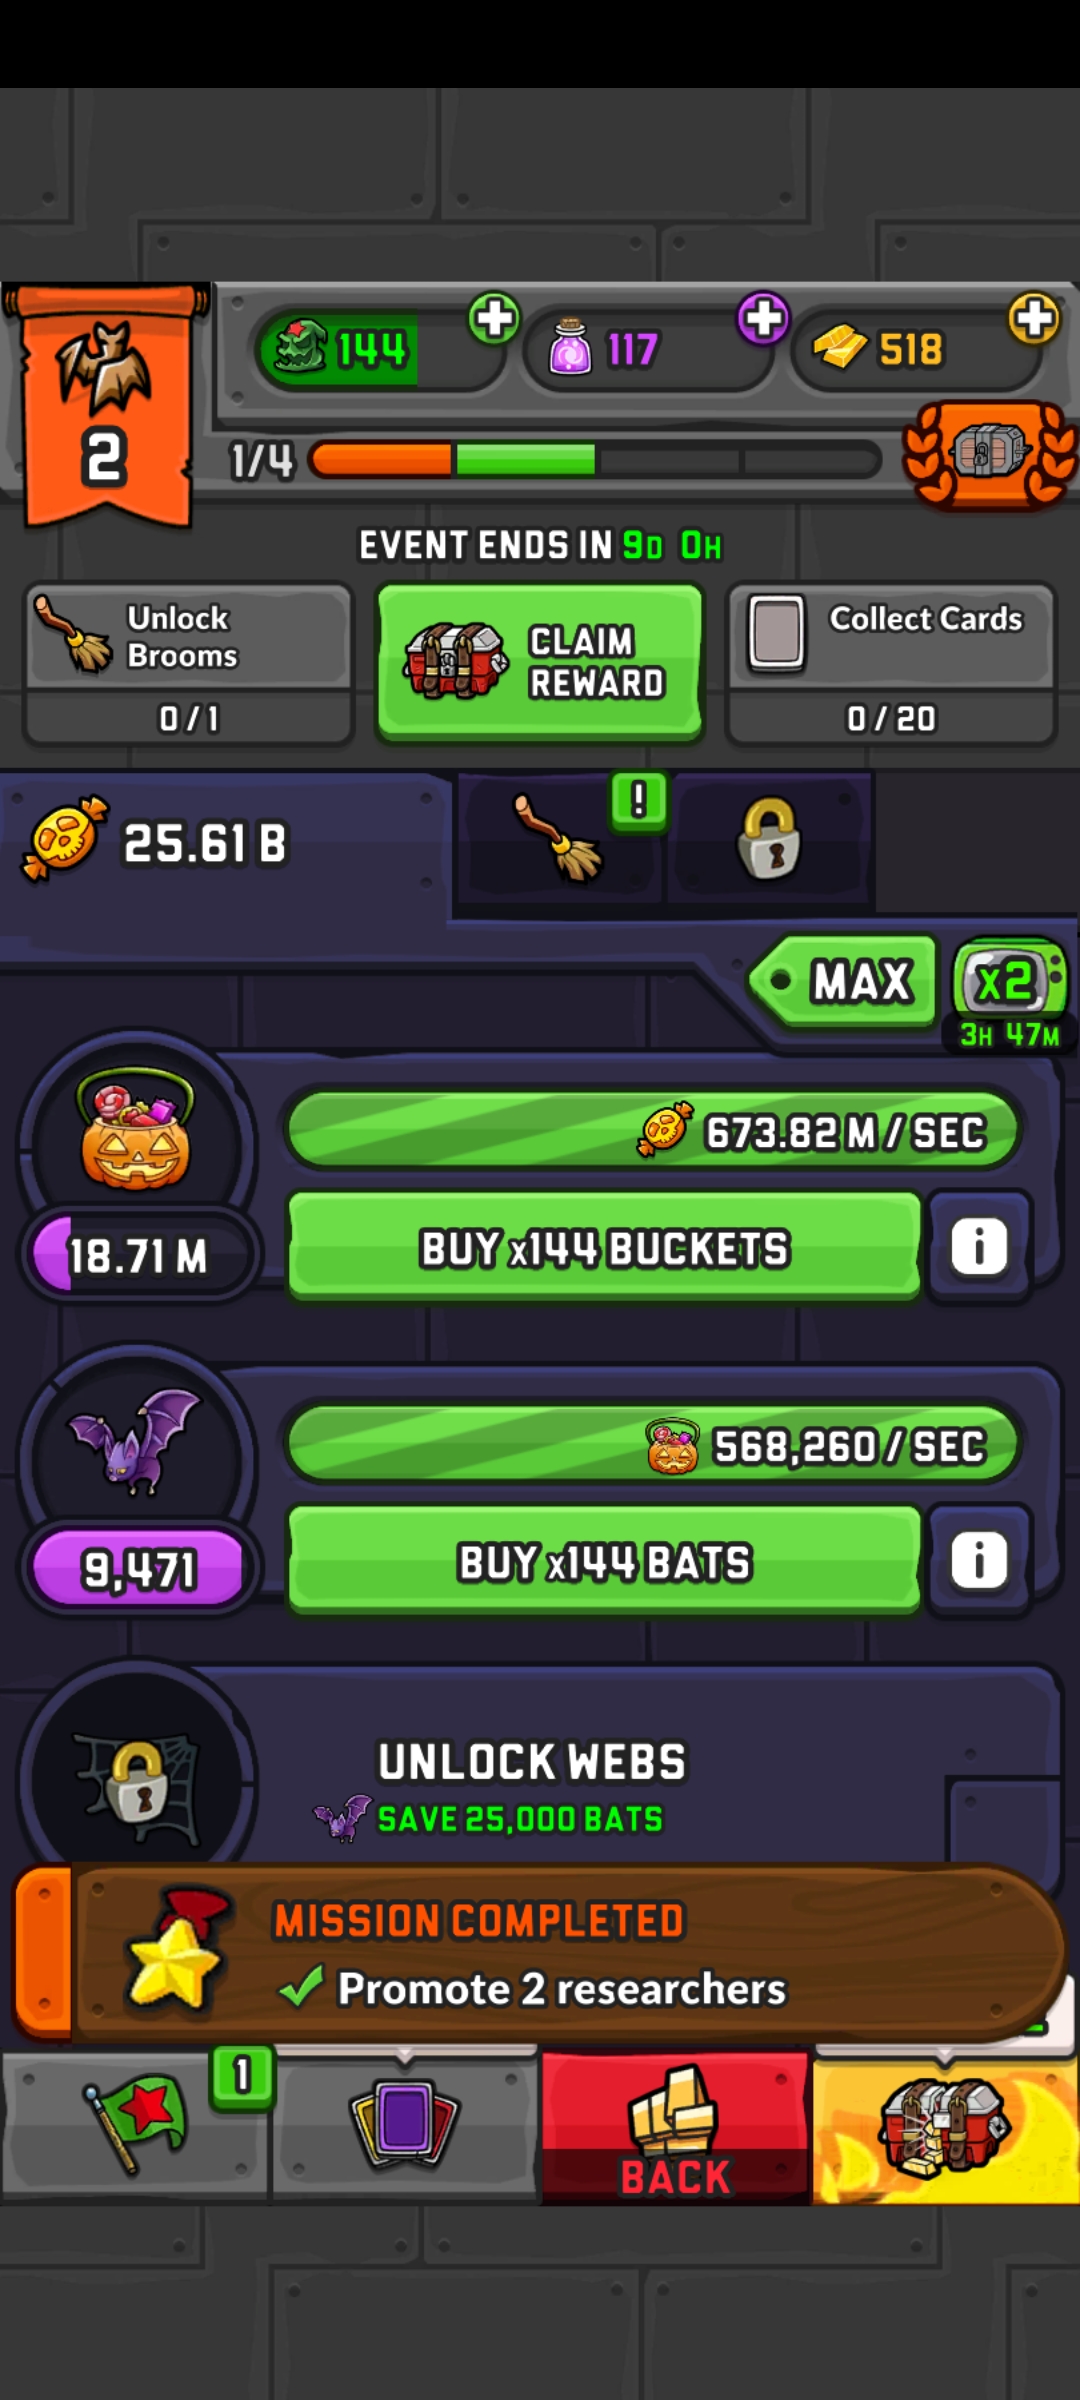 144
117
518
2
1/4
EVENT ENDS IN 9D 0H
Unlock
Brooms
0 / 1
CLAIM
REWARD
Collect Cards
0 / 20
25.61 B
!
MAX
x2
3H 47M
673.82 M / SEC
18.71 M
BUY x144 BUCKETS
i
568,260 / SEC
9,471
BUY x144 BATS
i
UNLOCK WEBS
SAVE 25,000 BATS
MISSION COMPLETED
Promote 2 researchers
1
BACK